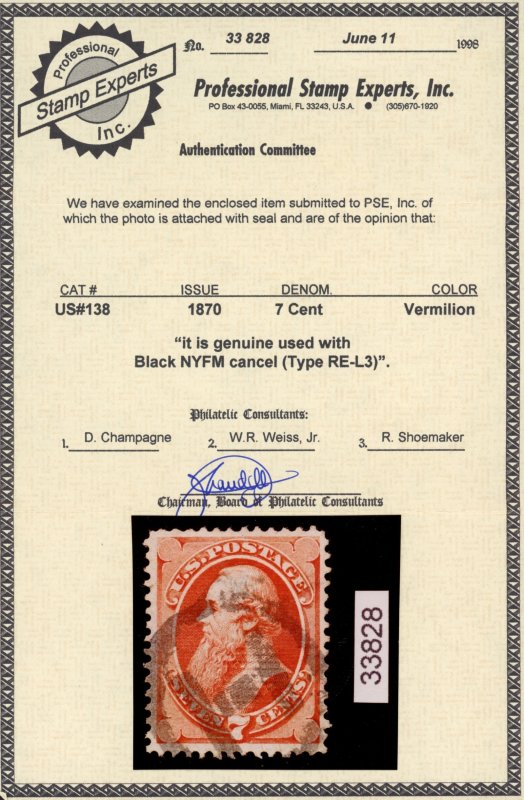 Professional
Stamp Experts
Inc.
No. 33 828 June 11 1998
Professional Stamp Experts, Inc.
PO Box 43-0055, Miami, FL 33243, U.S.A. ● (305)670-1920
Authentication Committee
We have examined the enclosed item submitted to PSE, Inc. of
which the photo is attached with seal and are of the opinion that:
CAT # ISSUE DENOM. COLOR
US#138 1870 7 Cent Vermilion
“it is genuine used with
Black NYFM cancel (Type RE-L3)”.
Philatelic Consultants:
1. D. Champagne 2. W.R. Weiss, Jr. 3. R. Shoemaker
Chairman, Board of Philatelic Consultants
U.S. POSTAGE
SEVEN 7 CENTS
33828